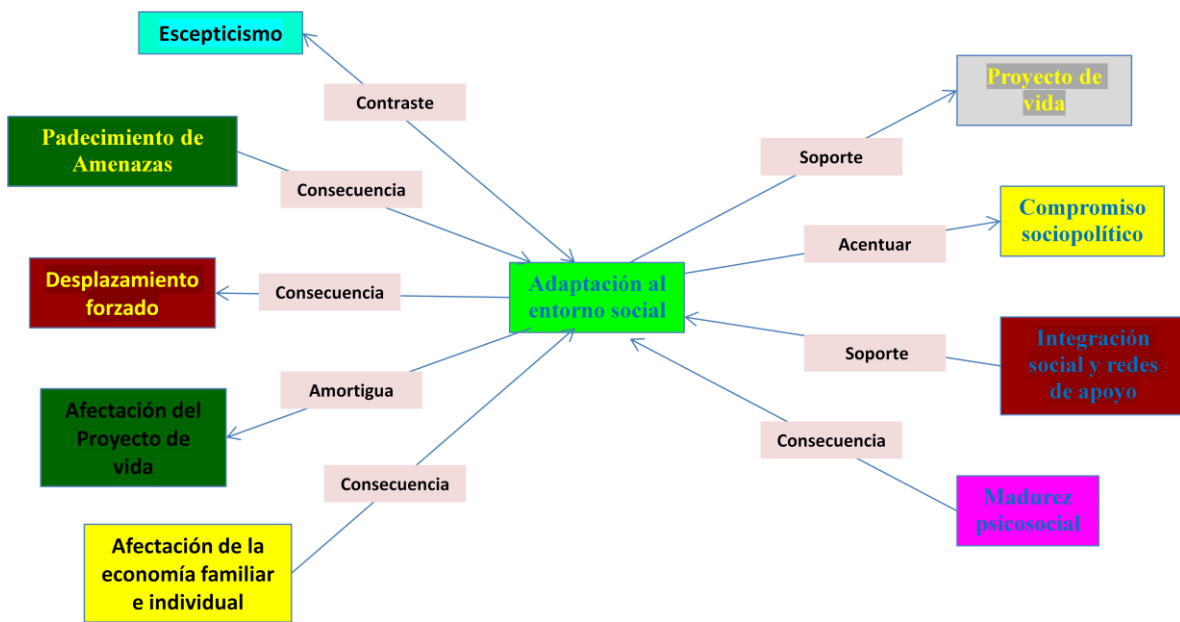 Escepticismo
Contraste
Padecimiento de
Amenazas
Consecuencia
Desplazamiento
forzado
Consecuencia
Afectación del
Proyecto de
vida
Amortigua
Afectación de la
economía familiar
e individual
Consecuencia
Adaptación al
entorno social
Soporte
Proyecto de
vida
Acentuar
Compromiso
sociopolítico
Soporte
Integración
social y redes
de apoyo
Consecuencia
Madurez
psicosocial